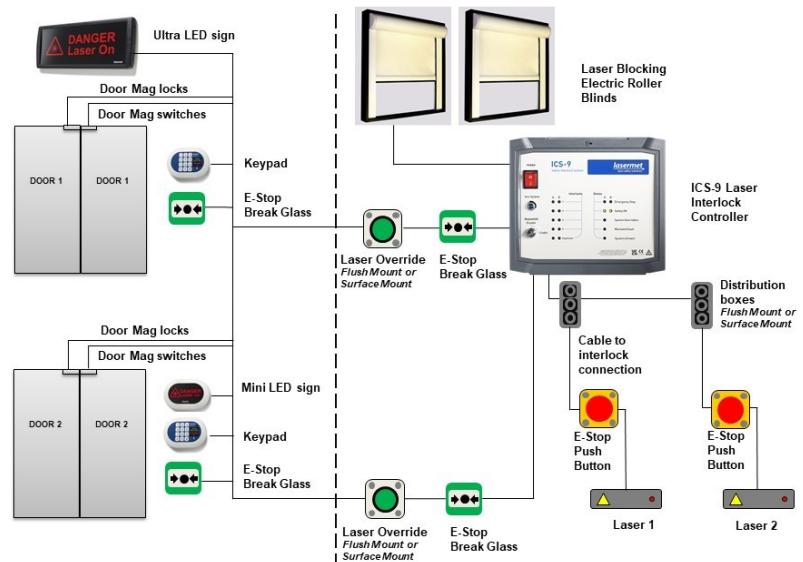 DANGER
Laser On
Ultra LED sign
Door Mag locks
Door Mag switches
DOOR 1
DOOR 1
Keypad
E-Stop
Break Glass
Laser Override
Flush Mount or
Surface Mount
E-Stop
Break Glass
Laser Blocking
Electric Roller
Blinds
ICS-9
lasermet
ICS-9 Laser
Interlock
Controller
Distribution
boxes
Flush Mount or
Surface Mount
Cable to
interlock
connection
E-Stop
Push
Button
E-Stop
Push
Button
Laser 1
Laser 2
Door Mag locks
Door Mag switches
DOOR 2
DOOR 2
DANGER
Mini LED sign
Keypad
E-Stop
Break Glass
Laser Override
Flush Mount or
Surface Mount
E-Stop
Break Glass